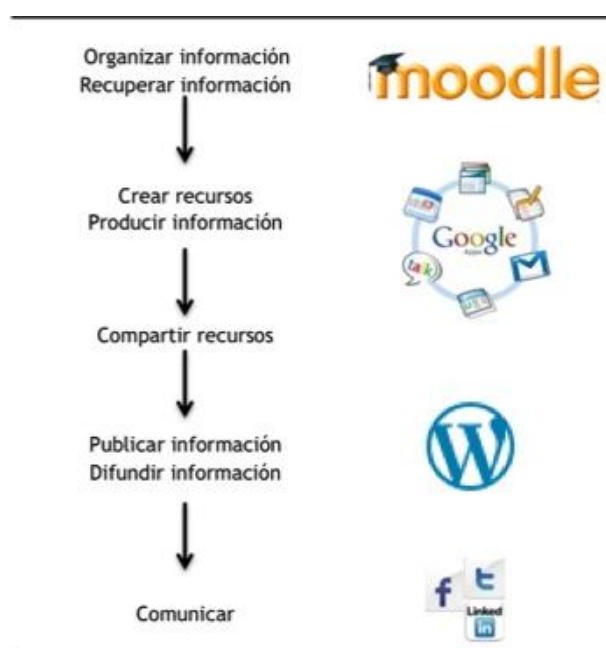 Organizar información
Recuperar información
moodle
Crear recursos
Producir información
Google
talk
Compartir recursos
Publicar información
Difundir información
W
Comunicar
f
t
Linked
in